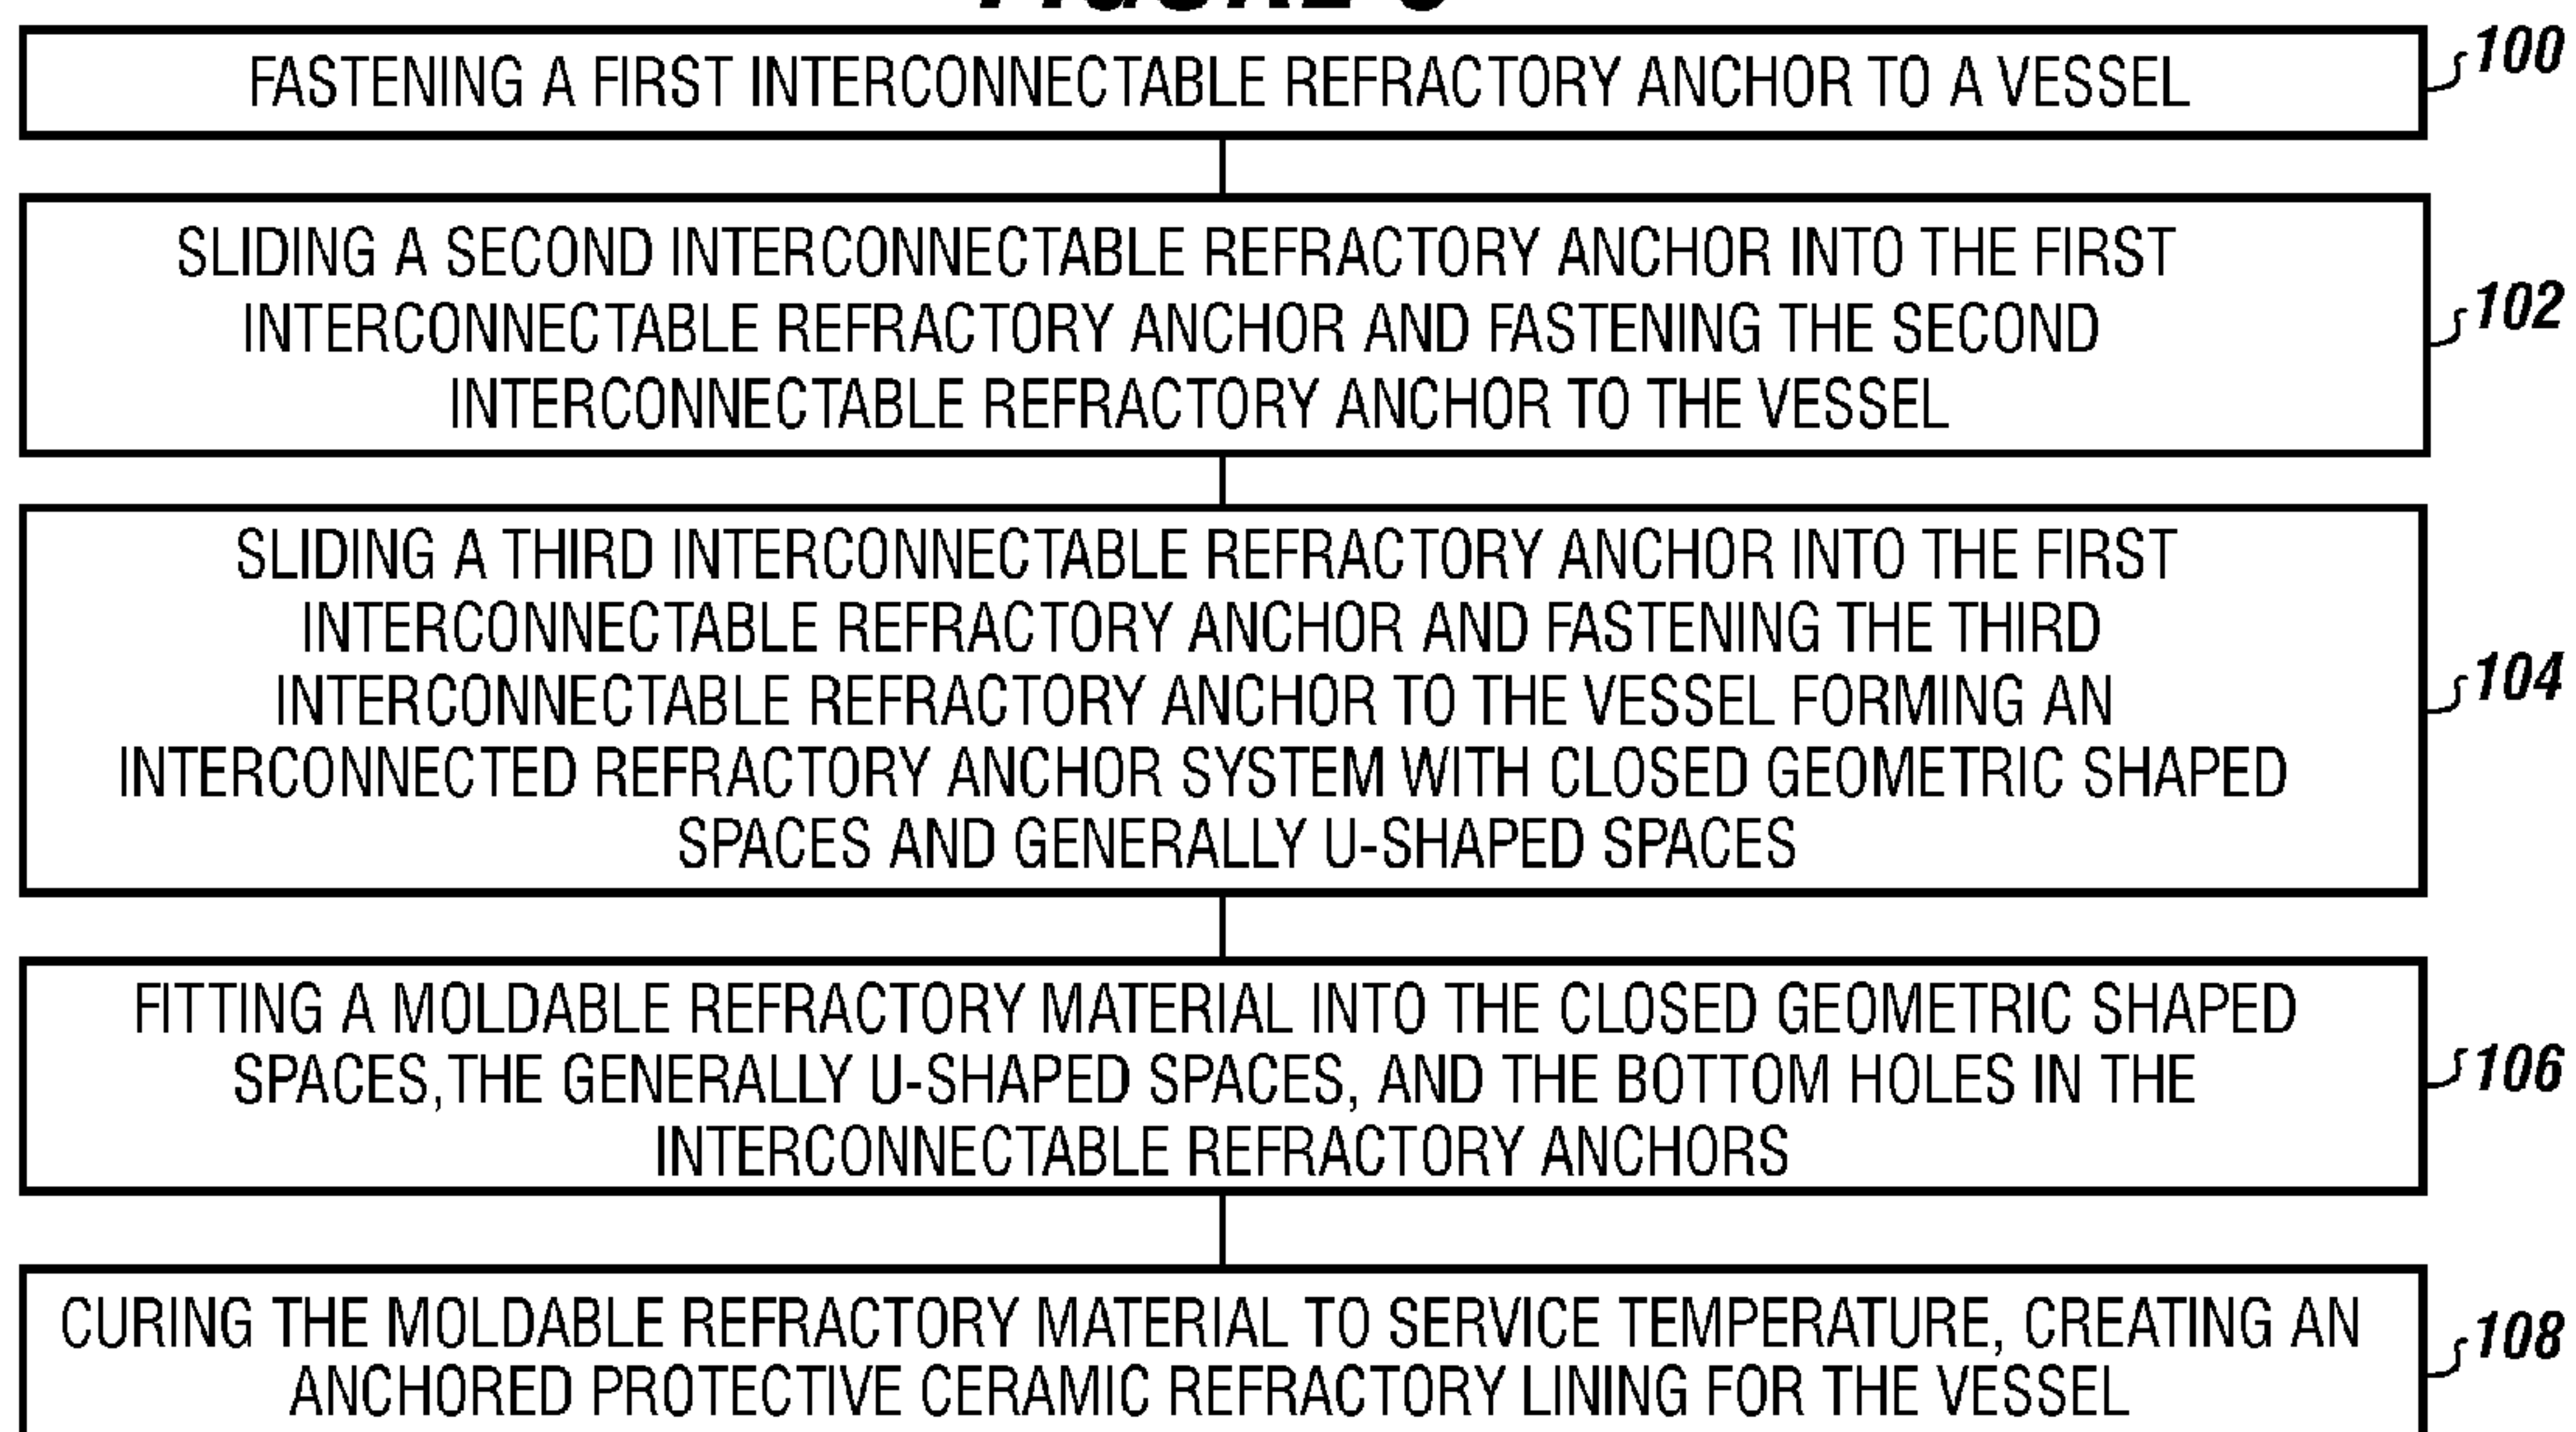 FASTENING A FIRST INTERCONNECTABLE REFRACTORY ANCHOR TO A VESSEL
100
SLIDING A SECOND INTERCONNECTABLE REFRACTORY ANCHOR INTO THE FIRST
INTERCONNECTABLE REFRACTORY ANCHOR AND FASTENING THE SECOND
INTERCONNECTABLE REFRACTORY ANCHOR TO THE VESSEL
102
SLIDING A THIRD INTERCONNECTABLE REFRACTORY ANCHOR INTO THE FIRST
INTERCONNECTABLE REFRACTORY ANCHOR AND FASTENING THE THIRD
INTERCONNECTABLE REFRACTORY ANCHOR TO THE VESSEL FORMING AN
INTERCONNECTED REFRACTORY ANCHOR SYSTEM WITH CLOSED GEOMETRIC SHAPED
SPACES AND GENERALLY U-SHAPED SPACES
104
FITTING A MOLDABLE REFRACTORY MATERIAL INTO THE CLOSED GEOMETRIC SHAPED
SPACES,THE GENERALLY U-SHAPED SPACES, AND THE BOTTOM HOLES IN THE
INTERCONNECTABLE REFRACTORY ANCHORS
106
CURING THE MOLDABLE REFRACTORY MATERIAL TO SERVICE TEMPERATURE, CREATING AN
ANCHORED PROTECTIVE CERAMIC REFRACTORY LINING FOR THE VESSEL
108